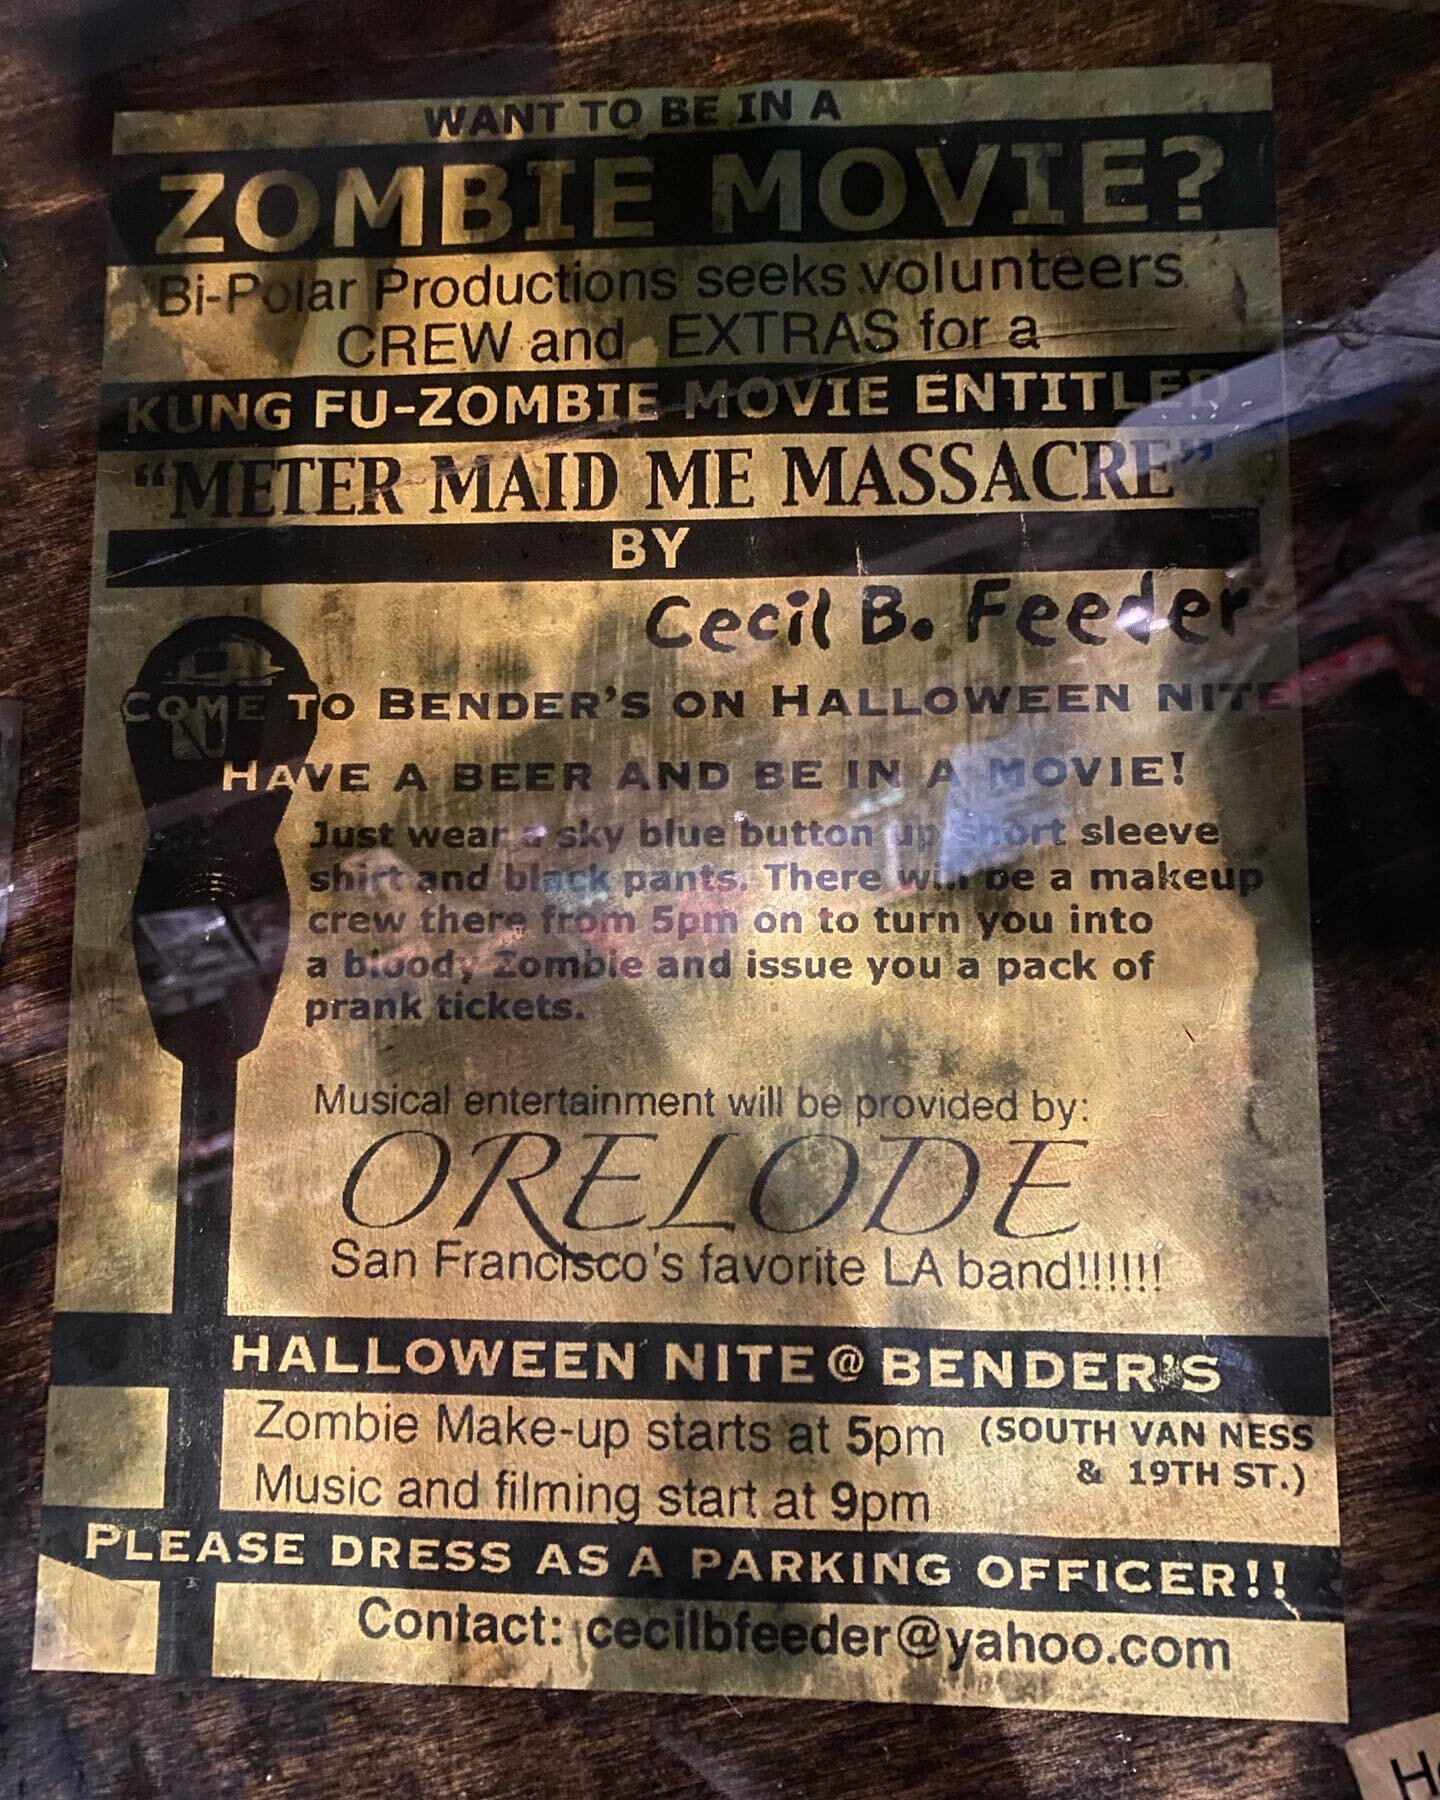 WANT TO BE IN A
ZOMBIE MOVIE?
Bi-Polar Productions seeks volunteers
CREW and EXTRAS for a
KUNG FU-ZOMBIE MOVIE ENTITLED
“METER MAID ME MASSACRE”
BY
Cecil B. Feeder
COME TO BENDER'S ON HALLOWEEN NITE
HAVE A BEER AND BE IN A MOVIE!
Just wear a sky blue button up short sleeve
shirt and black pants. There will be a makeup
crew there from 5pm on to turn you into
a bloody Zombie and issue you a pack of
prank tickets.
Musical entertainment will be provided by:
ORELODE
San Francisco's favorite LA band!!!!!!
HALLOWEEN NITE @ BENDER'S
Zombie Make-up starts at 5pm (SOUTH VAN NESS
Music and filming start at 9pm & 19TH ST.)
PLEASE DRESS AS A PARKING OFFICER!!
Contact: cecilbfeeder@yahoo.com